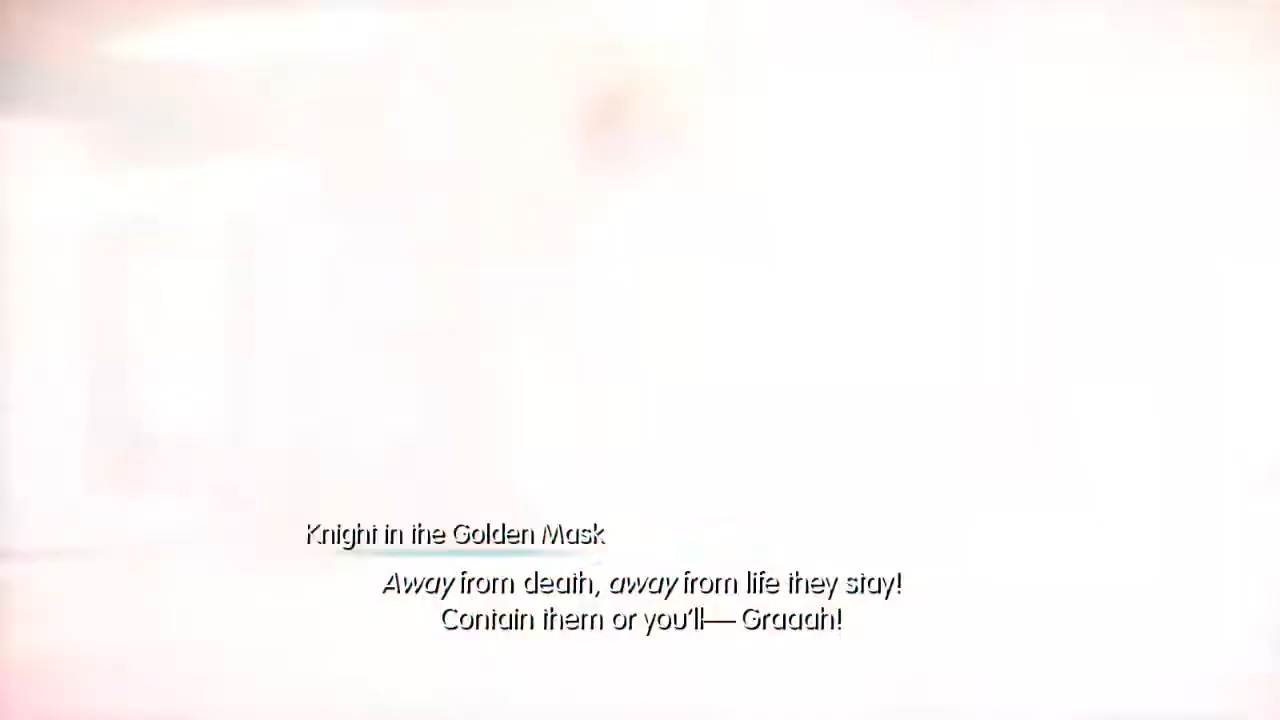 Knight in the Golden Mask
Away from death, away from life they stay!
Contain them or you'll— Graaah!